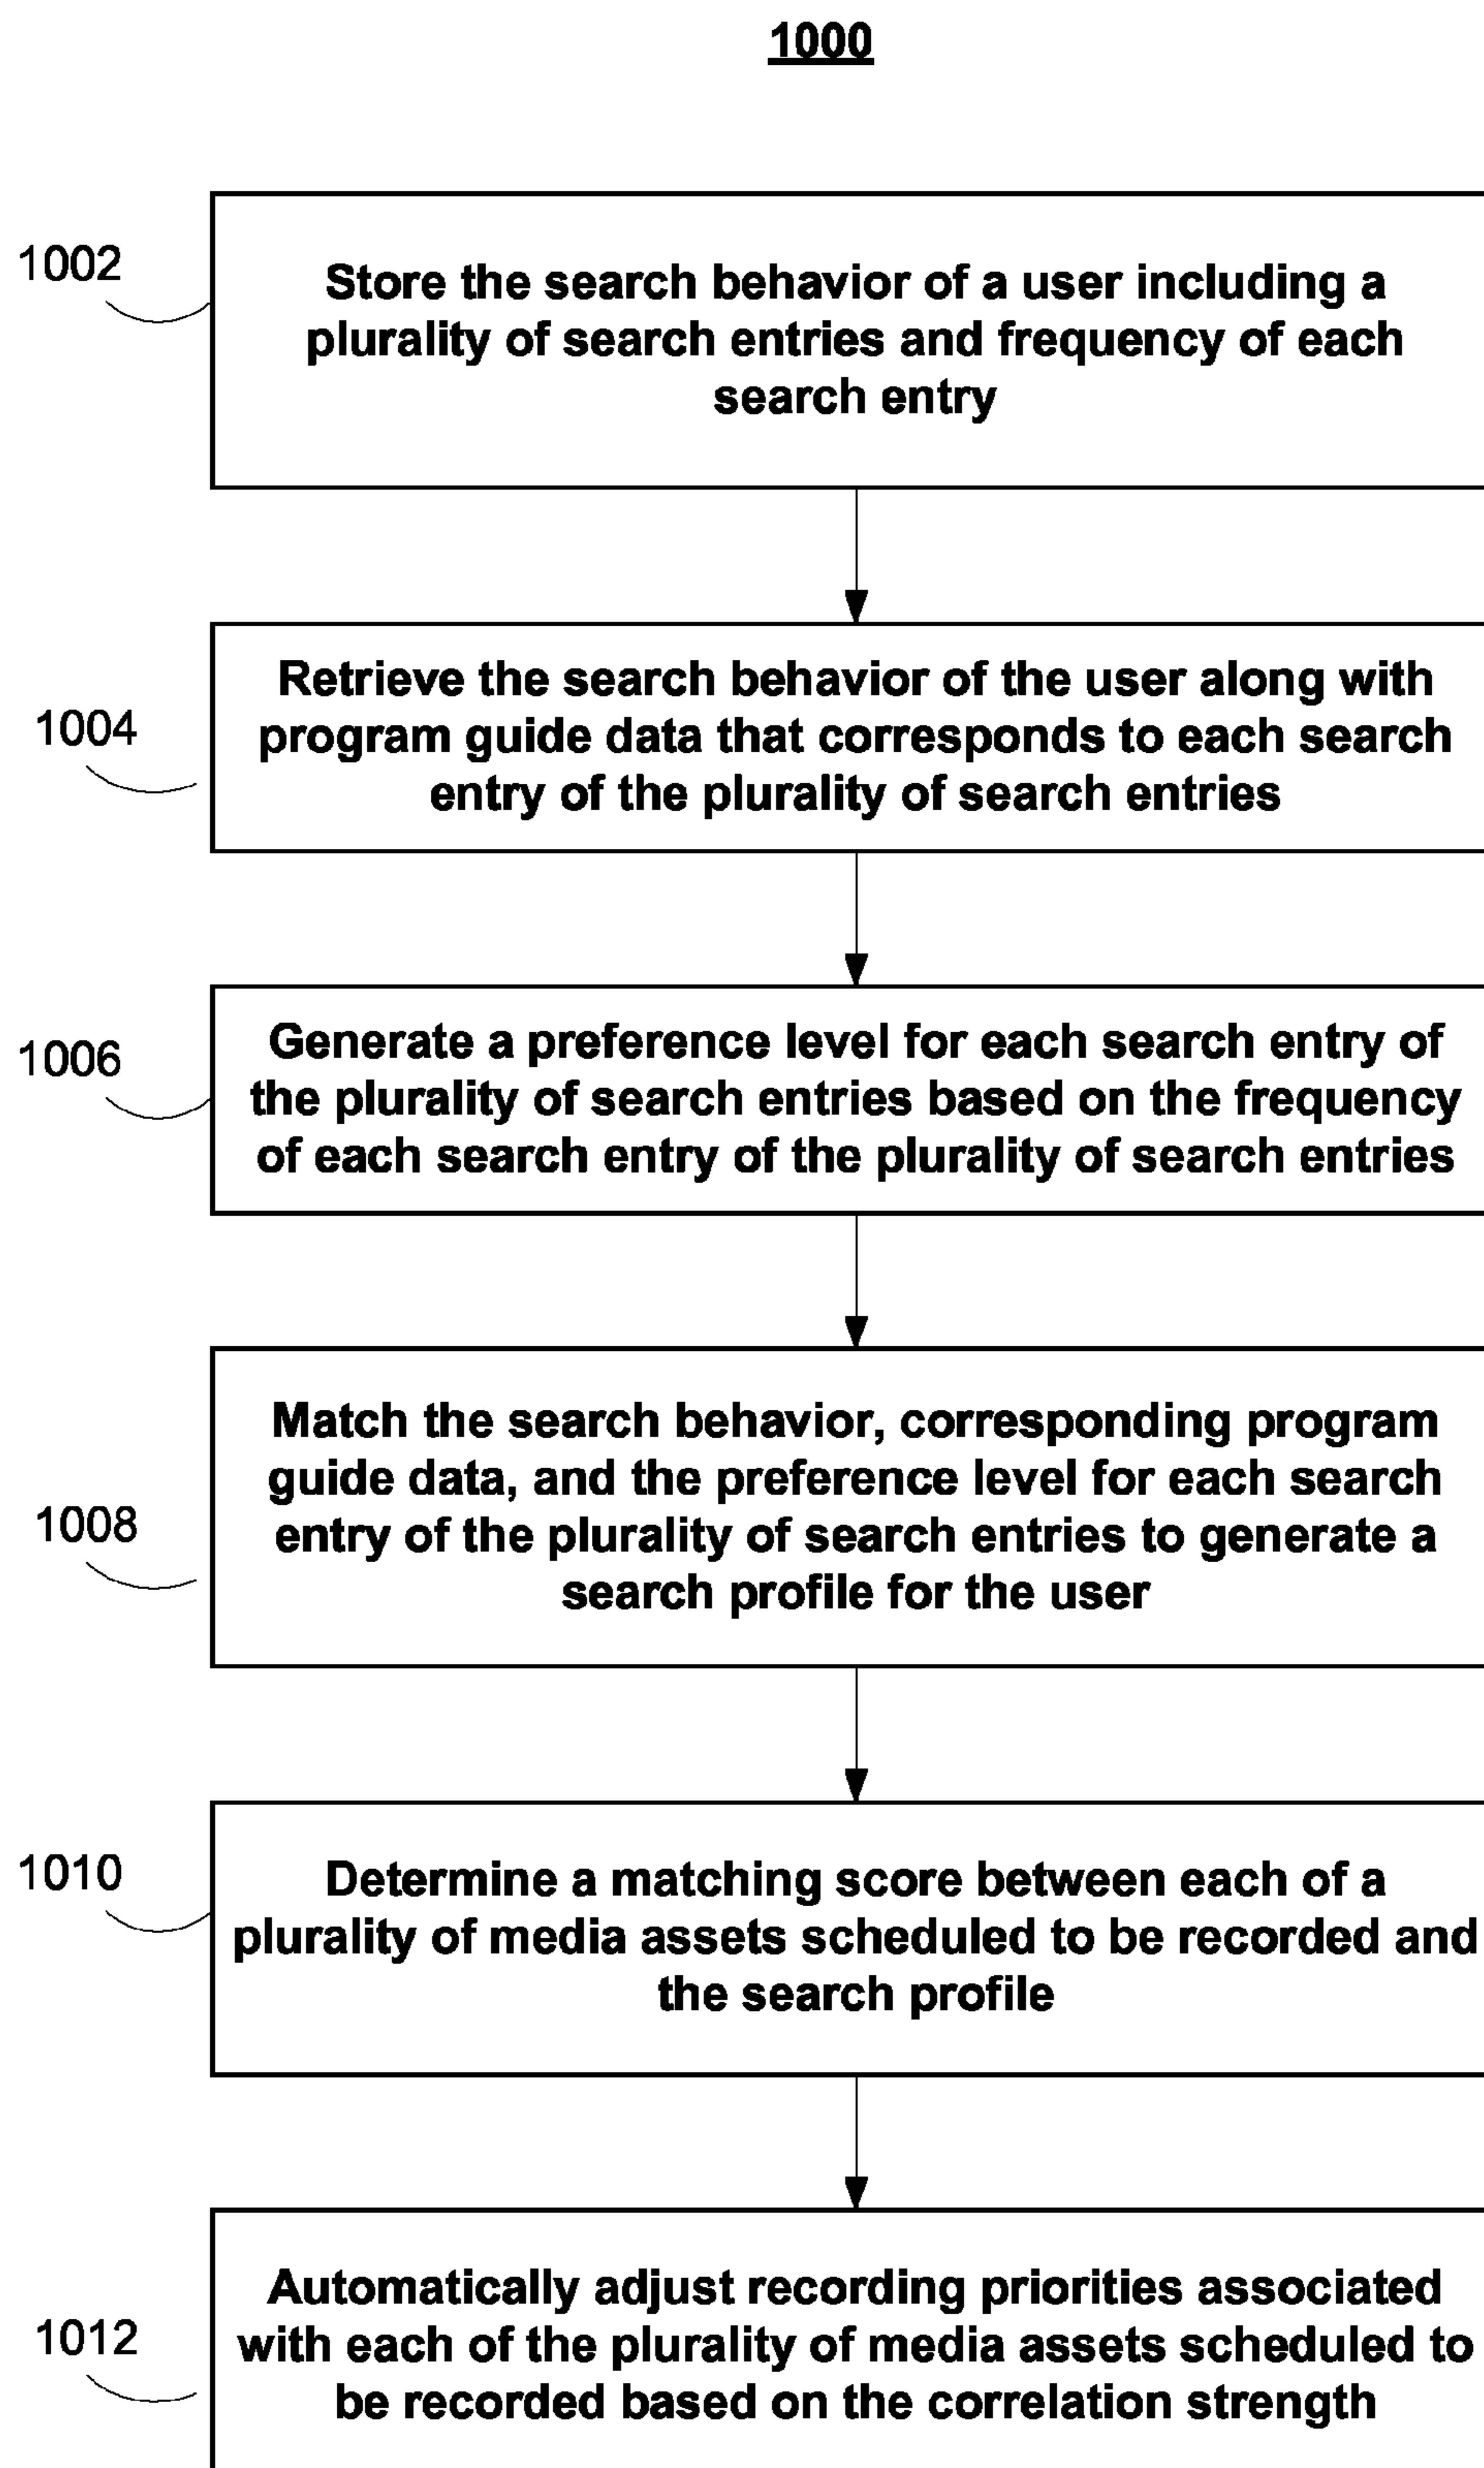 1000
1002
Store the search behavior of a user including a
plurality of search entries and frequency of each
search entry
1004
Retrieve the search behavior of the user along with
program guide data that corresponds to each search
entry of the plurality of search entries
1006
Generate a preference level for each search entry of
the plurality of search entries based on the frequency
of each search entry of the plurality of search entries
1008
Match the search behavior, corresponding program
guide data, and the preference level for each search
entry of the plurality of search entries to generate a
search profile for the user
1010
Determine a matching score between each of a
plurality of media assets scheduled to be recorded and
the search profile
1012
Automatically adjust recording priorities associated
with each of the plurality of media assets scheduled to
be recorded based on the correlation strength